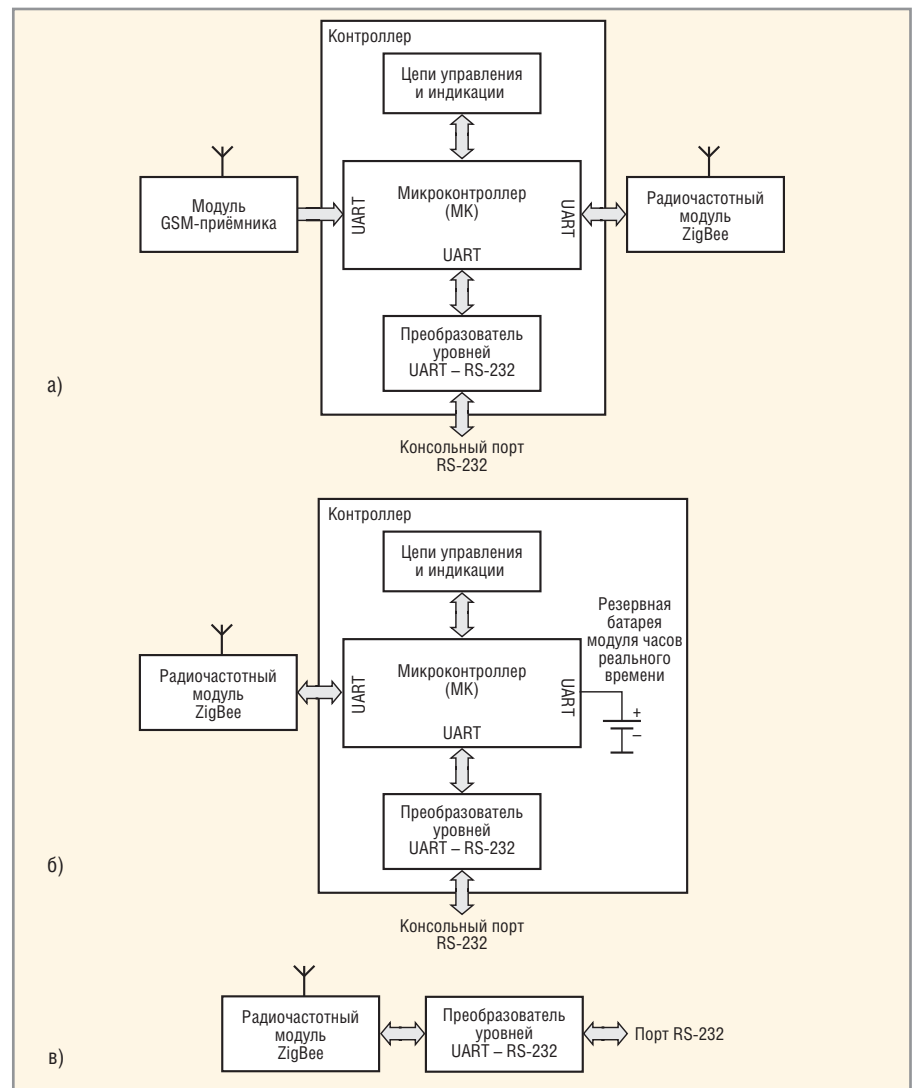 Контроллер
Цепи управления
и индикации
Модуль
GSM-приёмника
UART
Микроконтроллер
(МК)
UART
UART
Радиочастотный
модуль
ZigBee
Преобразователь
уровней
UART – RS-232
а)
Консольный порт
RS-232
Контроллер
Цепи управления
и индикации
Резервная
батарея
модуля часов
реального
времени
Радиочастотный
модуль
ZigBee
UART
Микроконтроллер
(МК)
UART
UART
+
–
Преобразователь
уровней
UART – RS-232
б)
Консольный порт
RS-232
Радиочастотный
модуль
ZigBee
Преобразователь
уровней
UART – RS-232
Порт RS-232
в)